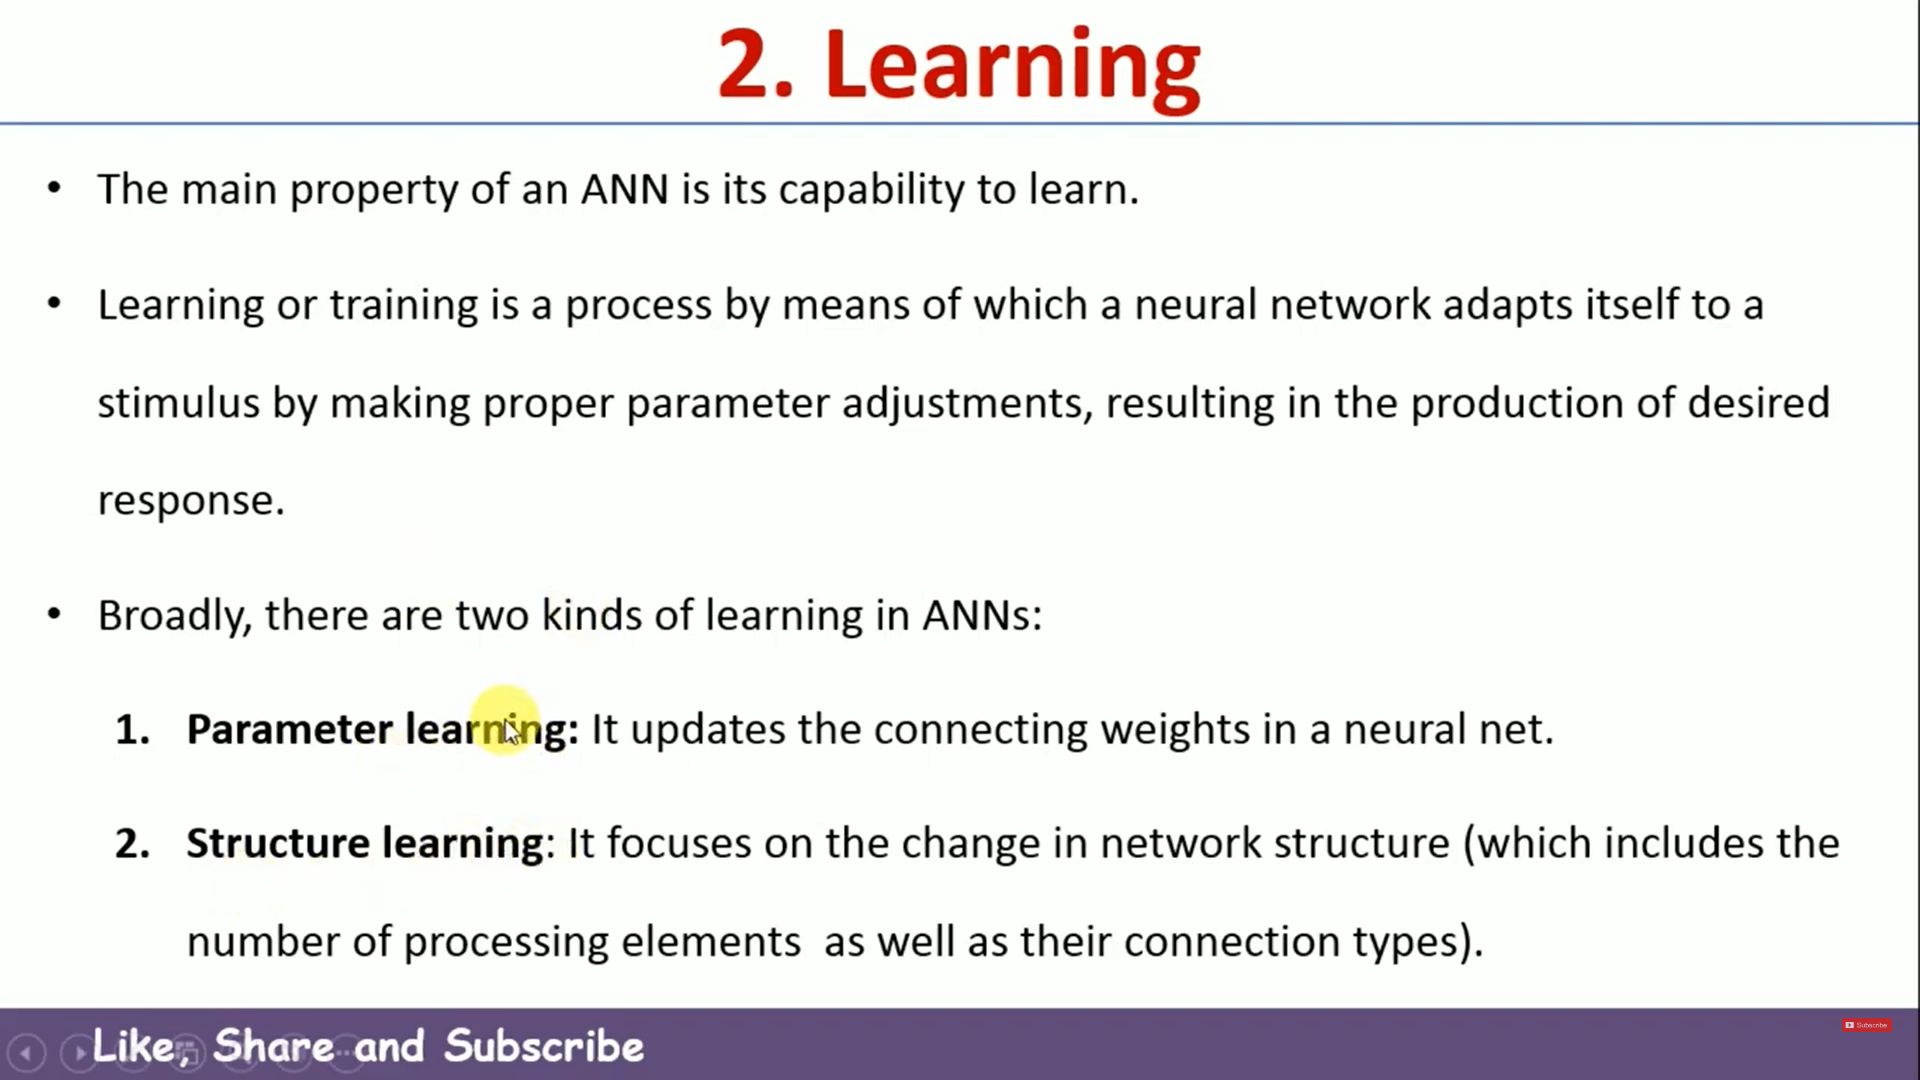 2. Learning
• The main property of an ANN is its capability to learn.
• Learning or training is a process by means of which a neural network adapts itself to a
stimulus by making proper parameter adjustments, resulting in the production of desired
response.
• Broadly, there are two kinds of learning in ANNs:
1. Parameter learning: It updates the connecting weights in a neural net.
2. Structure learning: It focuses on the change in network structure (which includes the
number of processing elements as well as their connection types).
Like, Share and Subscribe
Subscribe